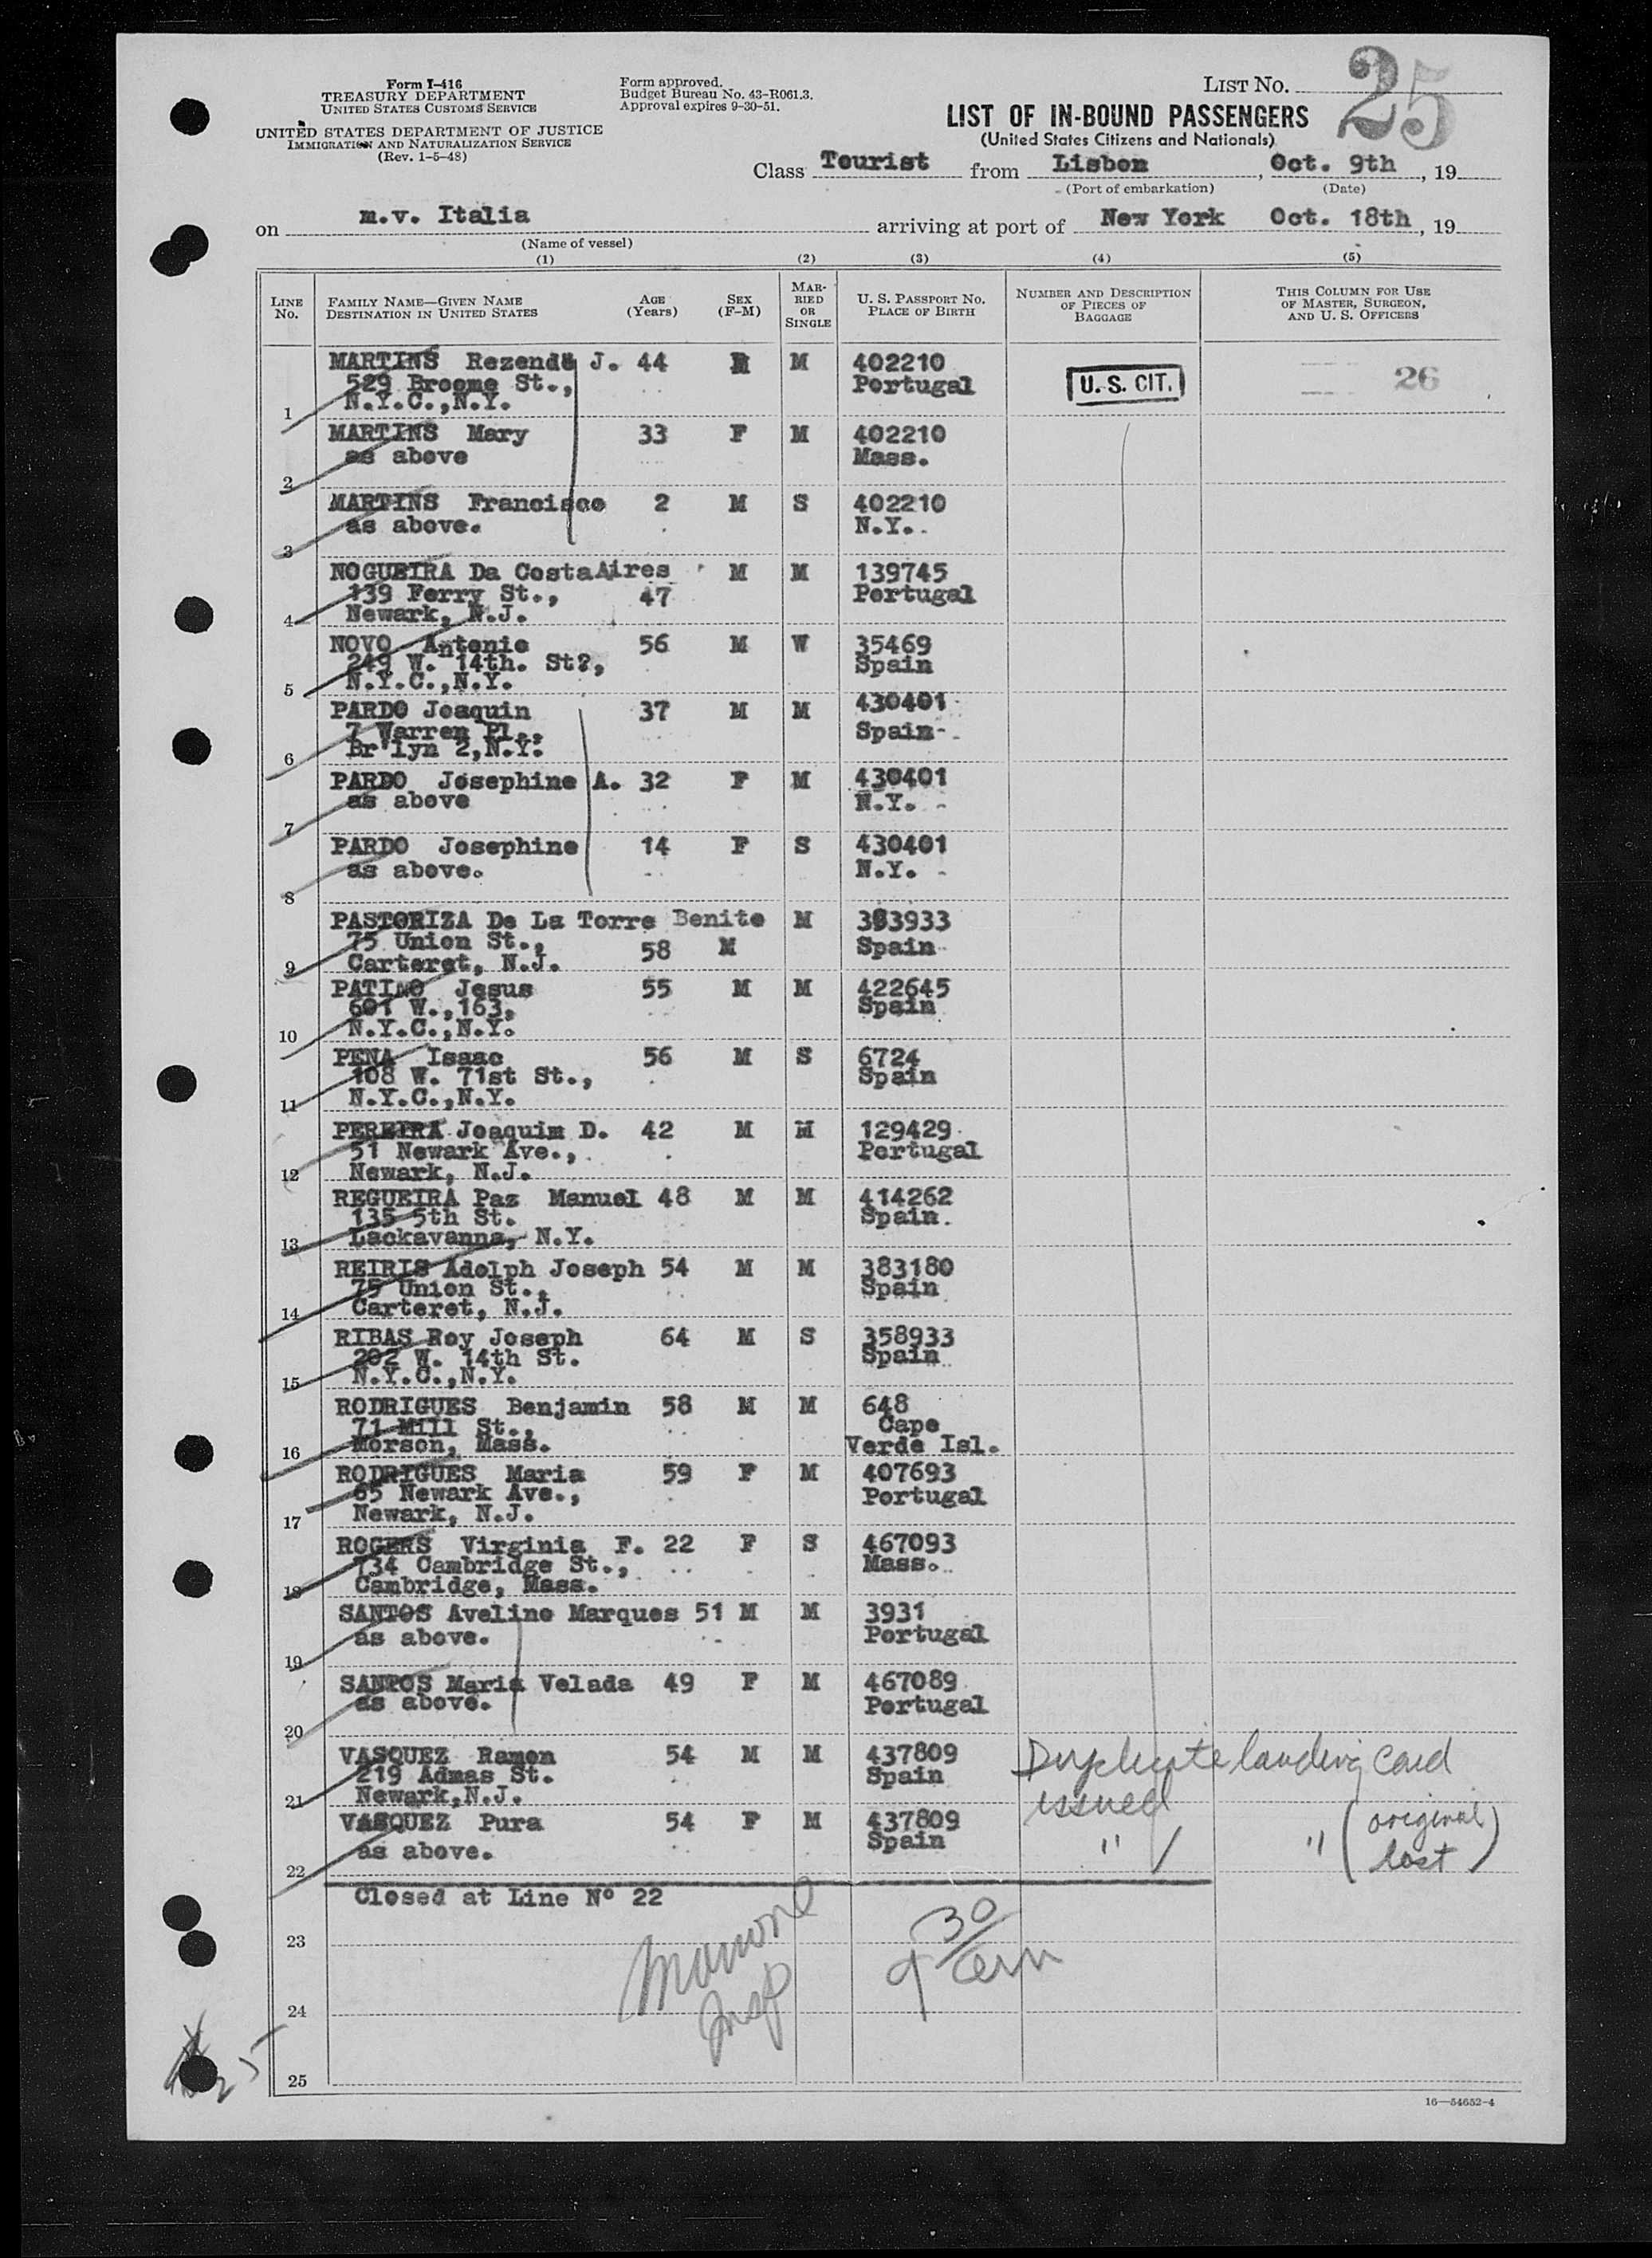 Form I-416
TREASURY DEPARTMENT
UNITED STATES CUSTOMS SERVICE
UNITED STATES DEPARTMENT OF JUSTICE
IMMIGRATION AND NATURALIZATION SERVICE
(Rev. 1-5-48)
Form approved.
Budget Bureau No. 43-R061.3.
Approval expires 9-30-51.
LIST NO. 25
LIST OF IN-BOUND PASSENGERS
(United States Citizens and Nationals)
Class Tourist from Lisbon, Oct. 9th, 19
(Port of embarkation) (Date)
on m.v. Italia arriving at port of New York Oct. 18th, 19
(Name of vessel)
(1) (2) (3) (4) (5)
LINE No. FAMILY NAME—GIVEN NAME DESTINATION IN UNITED STATES AGE (Years) SEX (F-M) MARRIED OR SINGLE U. S. PASSPORT NO. PLACE OF BIRTH NUMBER AND DESCRIPTION OF PIECES OF BAGGAGE THIS COLUMN FOR USE OF MASTER, SURGEON, AND U. S. OFFICERS
MARTINS Rezende J. 44 M M 402210
529 Broome St., Portugal U. S. CIT. 26
1 N.Y.C.,N.Y.
MARTINS Mary 33 F M 402210
as above Mass.
2
MARTINS Francisco 2 M S 402210
as above. N.Y.
3
NOGUEIRA Da Costa Aires M M 139745
139 Ferry St., 47 Portugal
4 Newark, N.J.
NOVO Antonio 56 M W 35469
249 W. 14th. St?, Spain
5 N.Y.C.,N.Y.
PARDO Joaquin 37 M M 430401
7 Warren Pl., Spain
6 Br'lyn 2,N.Y.
PARDO Josephine A. 32 F M 430401
as above N.Y.
7
PARDO Josephine 14 F S 430401
as above. N.Y.
8
PASTORIZA De La Torre Benito M 393933
75 Union St., 58 M Spain
9 Carteret, N.J.
PATINO Jesus 55 M M 422645
601 W.,163, Spain
10 N.Y.C.,N.Y.
PENA Isaac 56 M S 6724
108 W. 71st St., Spain
11 N.Y.C.,N.Y.
PEREIRA Joaquim D. 42 M M 129429
51 Newark Ave., Portugal
12 Newark, N.J.
REGUEIRA Paz Manuel 48 M M 414262
135 5th St. Spain
13 Lackavanna, N.Y.
REIRIS Adolph Joseph 54 M M 383180
75 Union St., Spain
14 Carteret, N.J.
RIBAS Roy Joseph 64 M S 358933
202 W. 14th St. Spain
15 N.Y.C.,N.Y.
RODRIGUES Benjamin 58 M M 648
71 Mill St., Cape
16 Morson, Mass. Verde Isl.
RODRIGUES Maria 59 F M 407693
65 Newark Ave., Portugal
17 Newark, N.J.
ROGERS Virginia F. 22 F S 467093
734 Cambridge St., Mass.
18 Cambridge, Mass.
SANTOS Aveline Marques 51 M M 3931
as above. Portugal
19
SANTOS Maria Velada 49 F M 467089
as above. Portugal
20
VASQUEZ Ramon 54 M M 437809 Duplicate landing card
219 Admas St. Spain issued
21 Newark,N.J.
VASQUEZ Pura 54 F M 437809 " " (original lost)
as above. Spain
22
Closed at Line Nº 22
23
24
25
Insp
25
16—54652-4